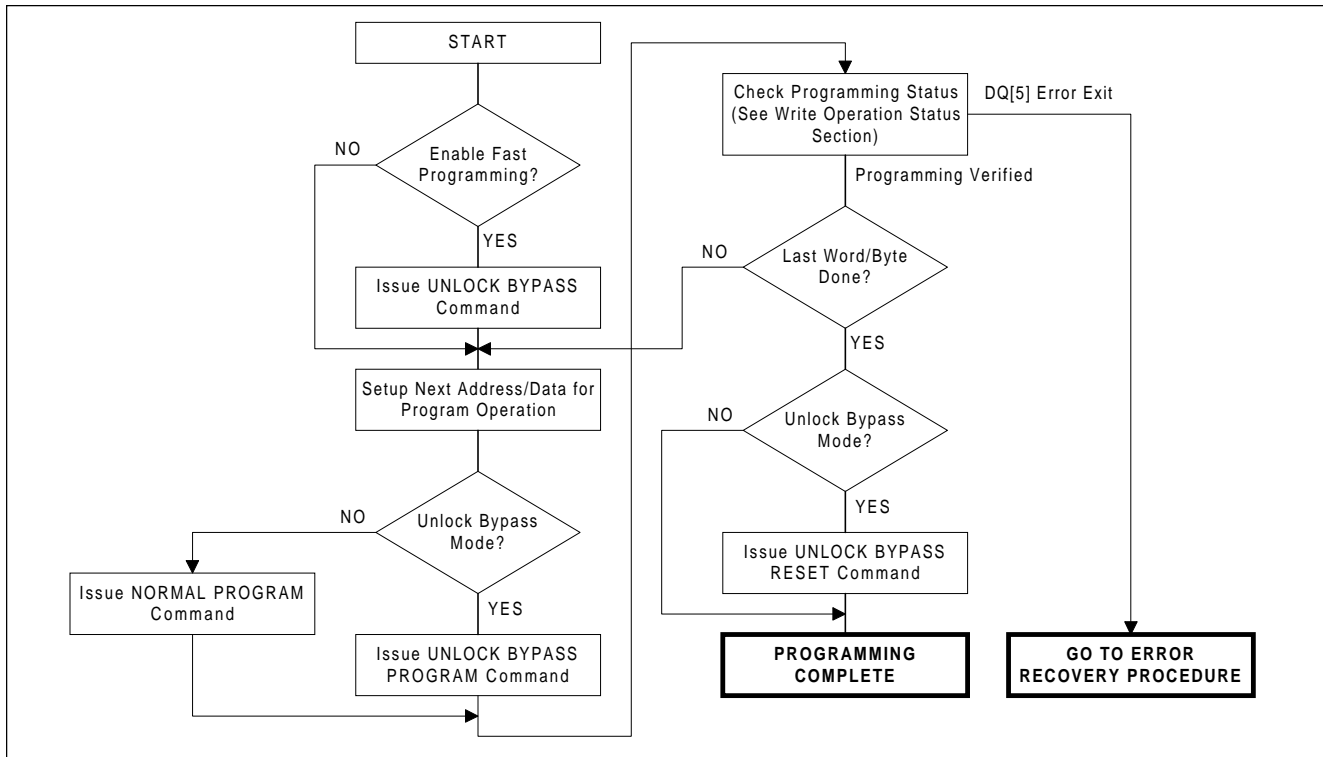 START
Enable Fast
Programming?
NO
YES
Issue UNLOCK BYPASS
Command
Setup Next Address/Data for
Program Operation
Unlock Bypass
Mode?
NO
Issue NORMAL PROGRAM
Command
YES
Issue UNLOCK BYPASS
PROGRAM Command
Check Programming Status
(See Write Operation Status
Section)
DQ[5] Error Exit
Programming Verified
Last Word/Byte
Done?
NO
YES
Unlock Bypass
Mode?
NO
YES
Issue UNLOCK BYPASS
RESET Command
PROGRAMMING
COMPLETE
GO TO ERROR
RECOVERY PROCEDURE